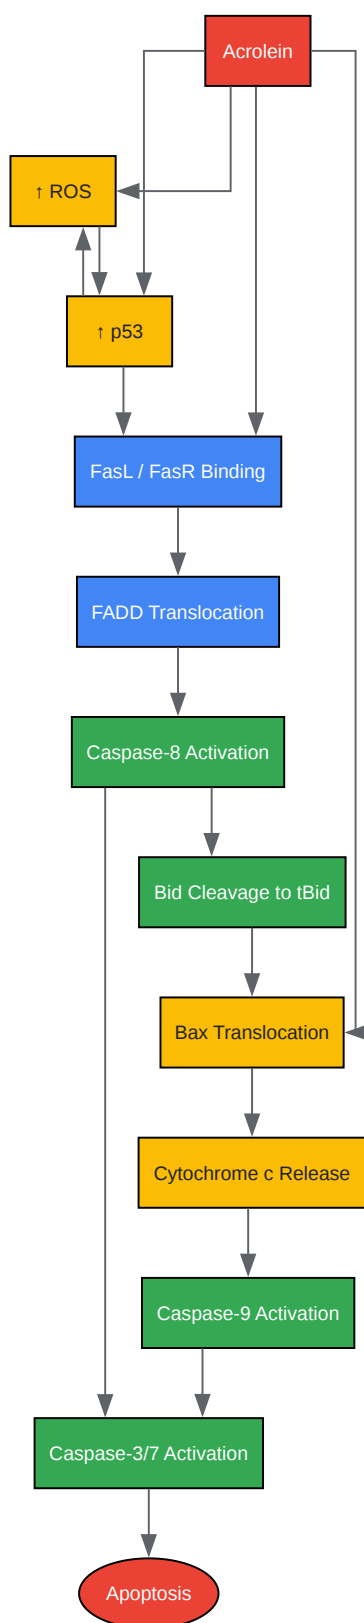 Acrolein
↑ ROS
↑ p53
FasL / FasR Binding
FADD Translocation
Caspase-8 Activation
Bid Cleavage to tBid
Bax Translocation
Cytochrome c Release
Caspase-9 Activation
Caspase-3/7 Activation
Apoptosis